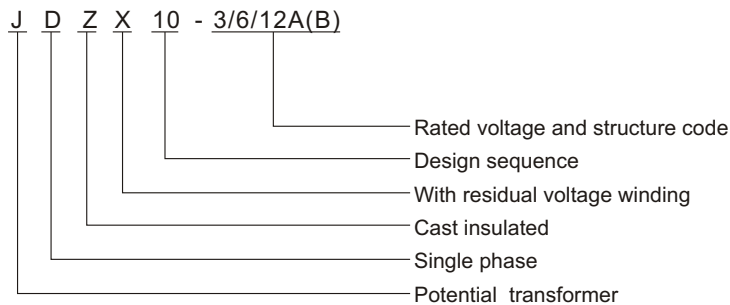 J D Z X 10 - 3/6/12A(B)
Rated voltage and structure code
Design sequence
With residual voltage winding
Cast insulated
Single phase
Potential transformer